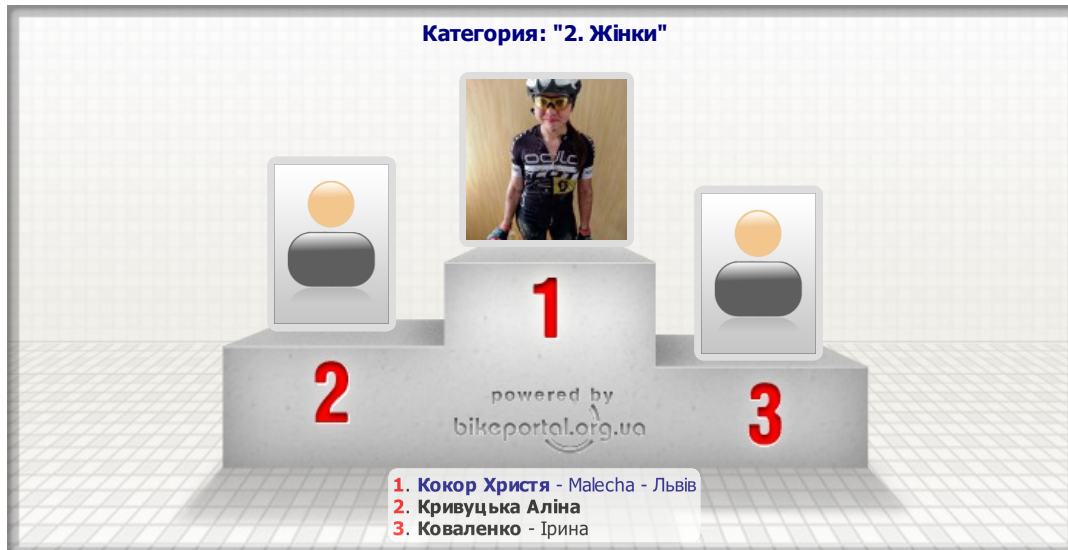 Категория: "2. Жінки"
1
2
3
powered by
bikeportal.org.ua
1. Кокор Христя - Malecha - Львів
2. Кривуцька Аліна
3. Коваленко - Ірина